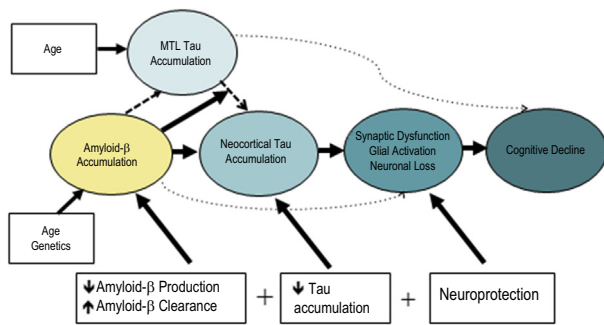 Age
MTL Tau
Accumulation
Amyloid-β
Accumulation
Neocortical Tau
Accumulation
Synaptic Dysfunction
Glial Activation
Neuronal Loss
Cognitive Decline
Age
Genetics
↓ Amyloid-β Production
↑ Amyloid-β Clearance
+
↓ Tau
accumulation
+
Neuroprotection